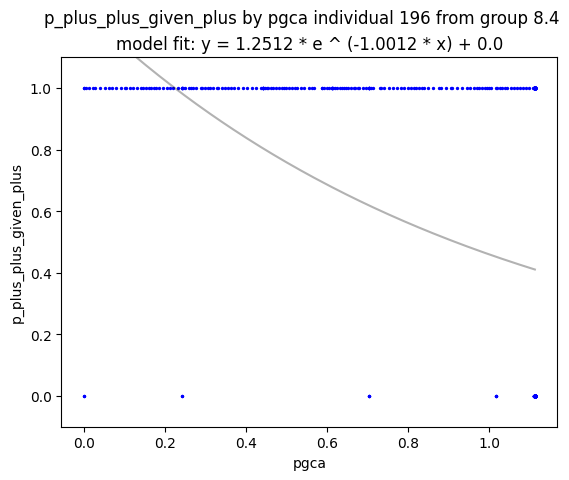 p_plus_plus_given_plus by pgca individual 196 from group 8.4
model fit: y = 1.2512 * e ^ (-1.0012 * x) + 0.0
1.0
0.8
0.6
0.4
0.2
0.0
p_plus_plus_given_plus
0.0 0.2 0.4 0.6 0.8 1.0
pgca